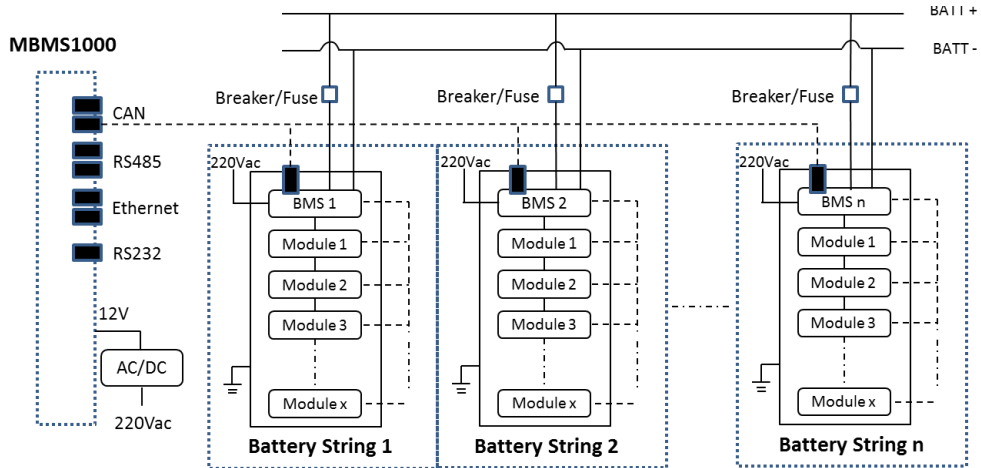 BATT +
MBMS1000
BATT -
Breaker/Fuse
Breaker/Fuse
Breaker/Fuse
CAN
RS485
Ethernet
RS232
12V
AC/DC
220Vac
220Vac
BMS 1
Module 1
Module 2
Module 3
Module x
Battery String 1
220Vac
BMS 2
Module 1
Module 2
Module 3
Module x
Battery String 2
220Vac
BMS n
Module 1
Module 2
Module 3
Module x
Battery String n